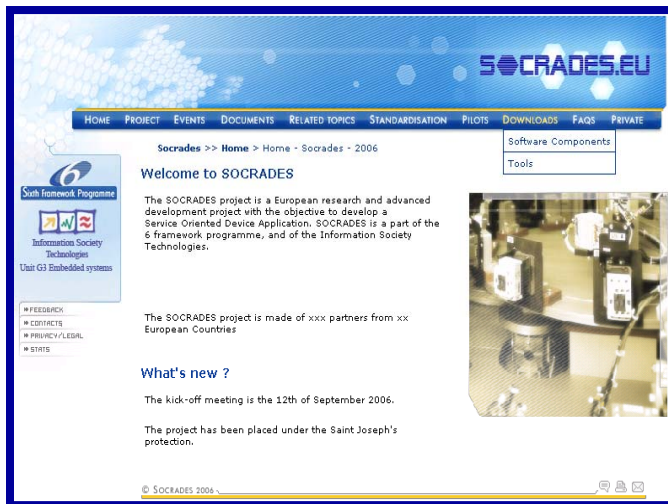 SOCRADES.EU
HOME PROJECT EVENTS DOCUMENTS RELATED TOPICS STANDARDISATION PILOTS DOWNLOADS FAQS PRIVATE
Software Components
Tools
Socrades >> Home > Home - Socrades - 2006
6
Sixth Framework Programme
Information Society
Technologies
Unit G3 Embedded systems
FEEDBACK
CONTACTS
PRIVACY/LEGAL
STATS
Welcome to SOCRADES
The SOCRADES project is a European research and advanced
development project with the objective to develop a
Service Oriented Device Application. SOCRADES is a part of the
6 framework programme, and of the Information Society
Technologies.
The SOCRADES project is made of xxx partners from xx
European Countries
What's new ?
The kick-off meeting is the 12th of September 2006.
The project has been placed under the Saint Joseph's
protection.
© SOCRADES 2006